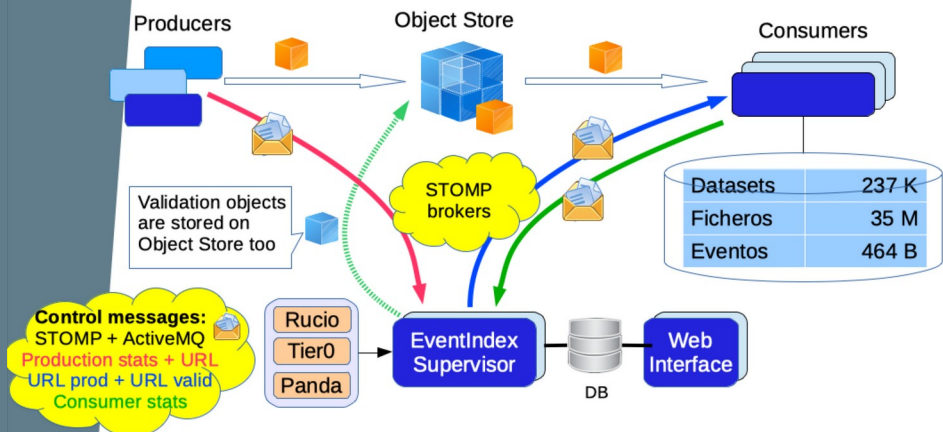 Producers
Object Store
Consumers
STOMP
brokers
Datasets 237 K
Ficheros 35 M
Eventos 464 B
Validation objects
are stored on
Object Store too
Control messages:
STOMP + ActiveMQ
Production stats + URL
URL prod + URL valid
Consumer stats
Rucio
Tier0
Panda
EventIndex
Supervisor
DB
Web
Interface